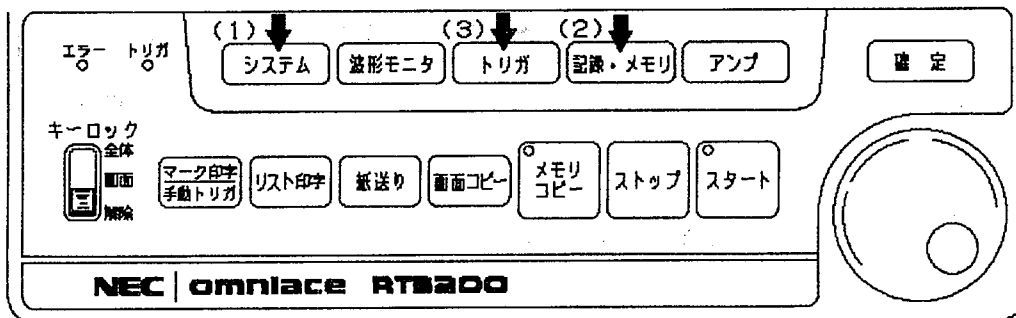 (1) (3) (2)
エラー トリガ
システム 波形モニタ トリガ 記録・メモリ アンプ 確 定
キーロック
全体
画面
解除
マーク印字
手動トリガ
リスト印字
紙送り
画面コピー
メモリ
コピー
ストップ
スタート
NEC omniace RT3200